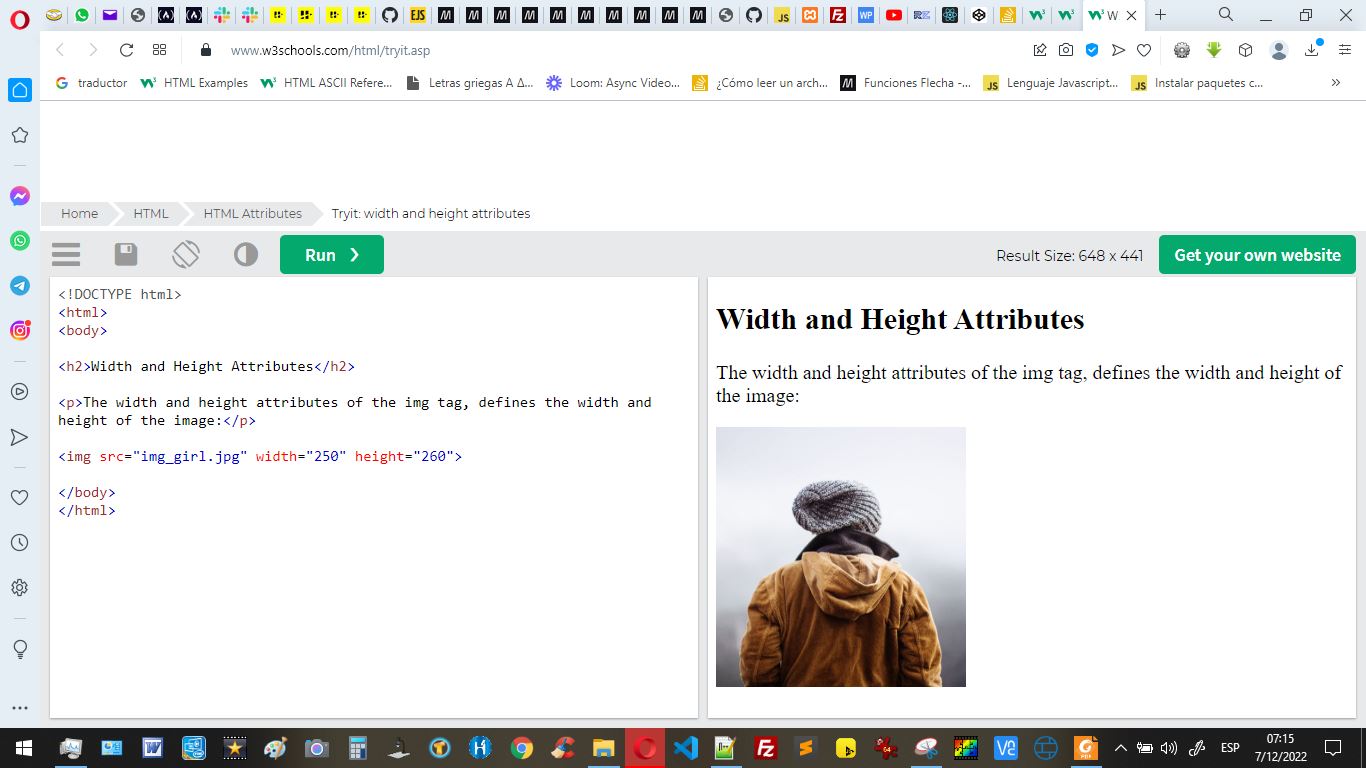 EJS
JS
WP
W
www.w3schools.com/html/tryit.asp
traductor
HTML Examples
HTML ASCII Refere...
Letras griegas Α Δ...
Loom: Async Video...
¿Cómo leer un arch...
Funciones Flecha -...
JS
Lenguaje Javascript...
JS
Instalar paquetes c...
»
Home
HTML
HTML Attributes
Tryit: width and height attributes
Run ❯
Result Size: 648 x 441
Get your own website
<!DOCTYPE html>
<html>
<body>
<h2>Width and Height Attributes</h2>
<p>The width and height attributes of the img tag, defines the width and
height of the image:</p>
<img src="img_girl.jpg" width="250" height="260">
</body>
</html>
Width and Height Attributes
The width and height attributes of the img tag, defines the width and height of
the image:
ESP
07:15
7/12/2022